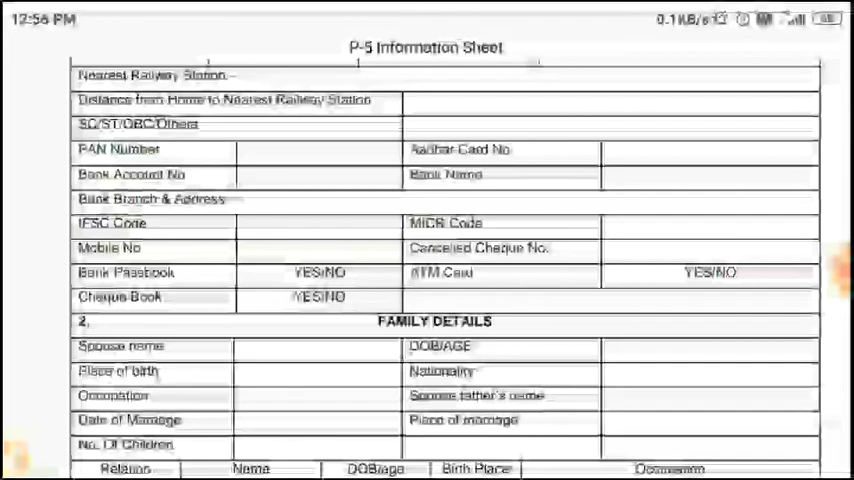 12:56 PM 0.1KB/s
P-5 Information Sheet
Nearest Railway Station -
Distance from Home to Nearest Railway Station
SC/ST/OBC/Others
PAN Number Aadhar Card No
Bank Account No Bank Name
Bank Branch & Address
IFSC Code MICR Code
Mobile No Cancelled Cheque No.
Bank Passbook YES/NO ATM Card YES/NO
Cheque Book YES/NO
2. FAMILY DETAILS
Spouse name DOB/AGE
Place of birth Nationality
Occupation Spouse father's name
Date of Marriage Place of marriage
No. Of Children
Relation Name DOB/age Birth Place Occupation